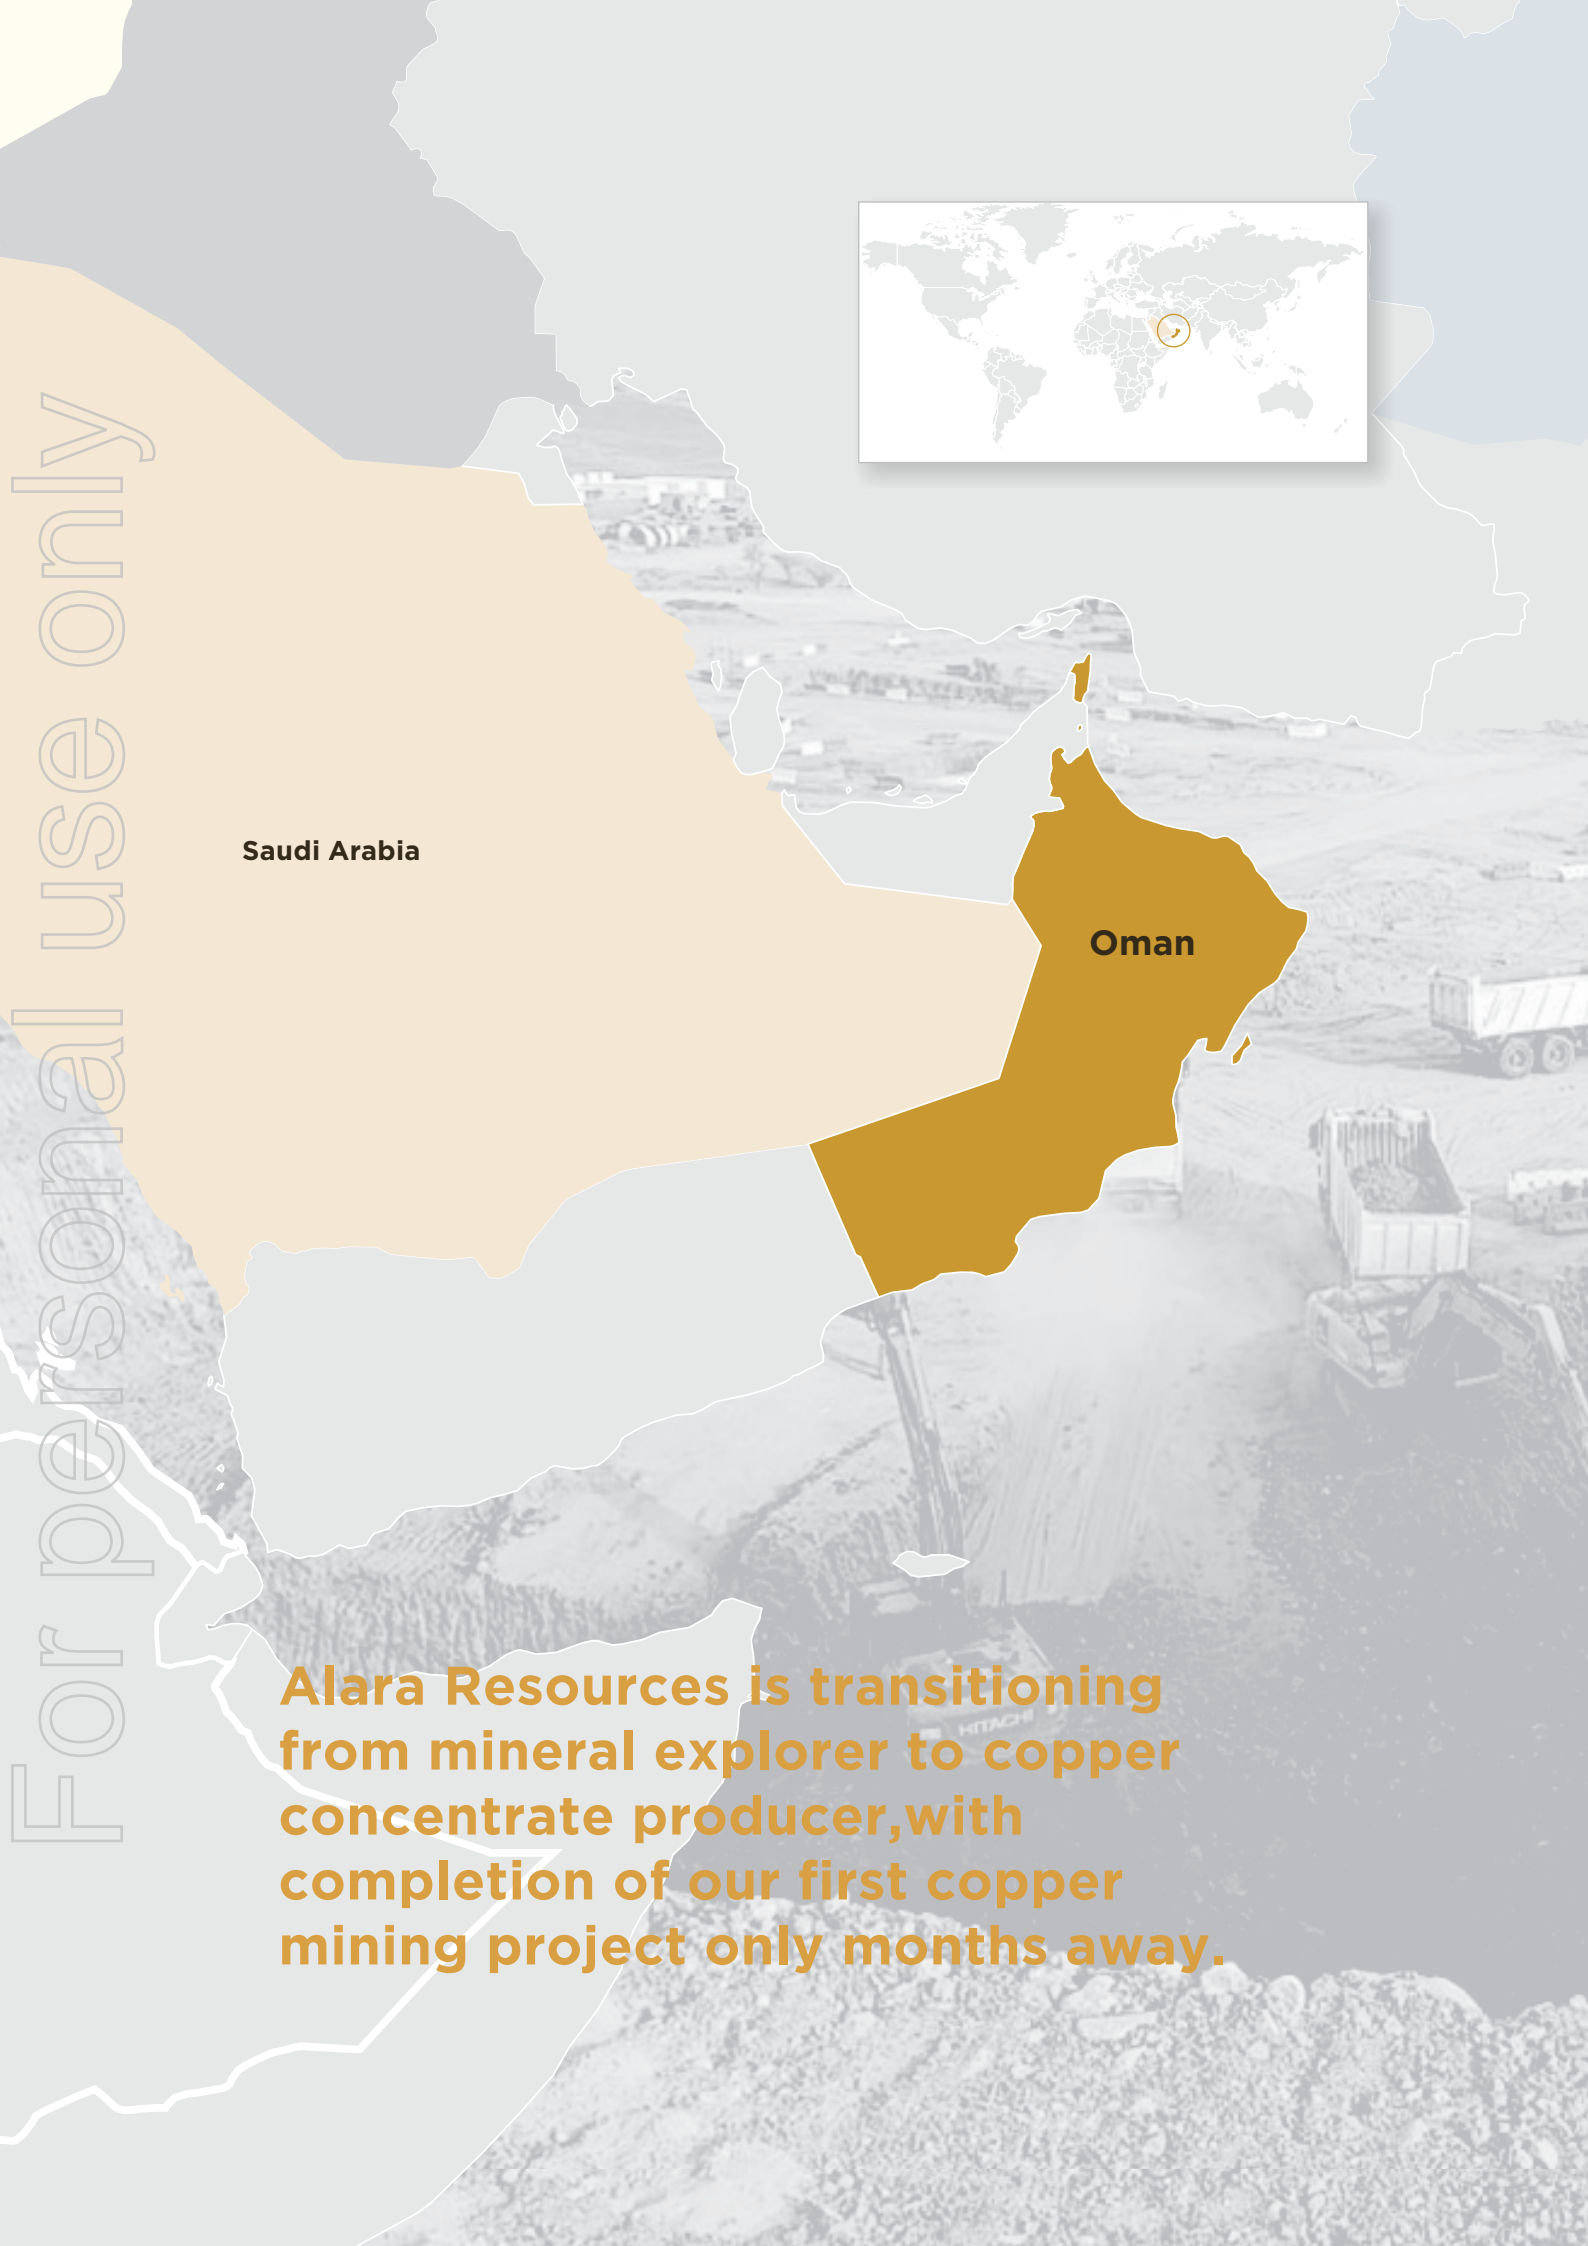 For personal use only
Saudi Arabia
Oman
Alara Resources is transitioning
from mineral explorer to copper
concentrate producer,with
completion of our first copper
mining project only months away.
HITACHI